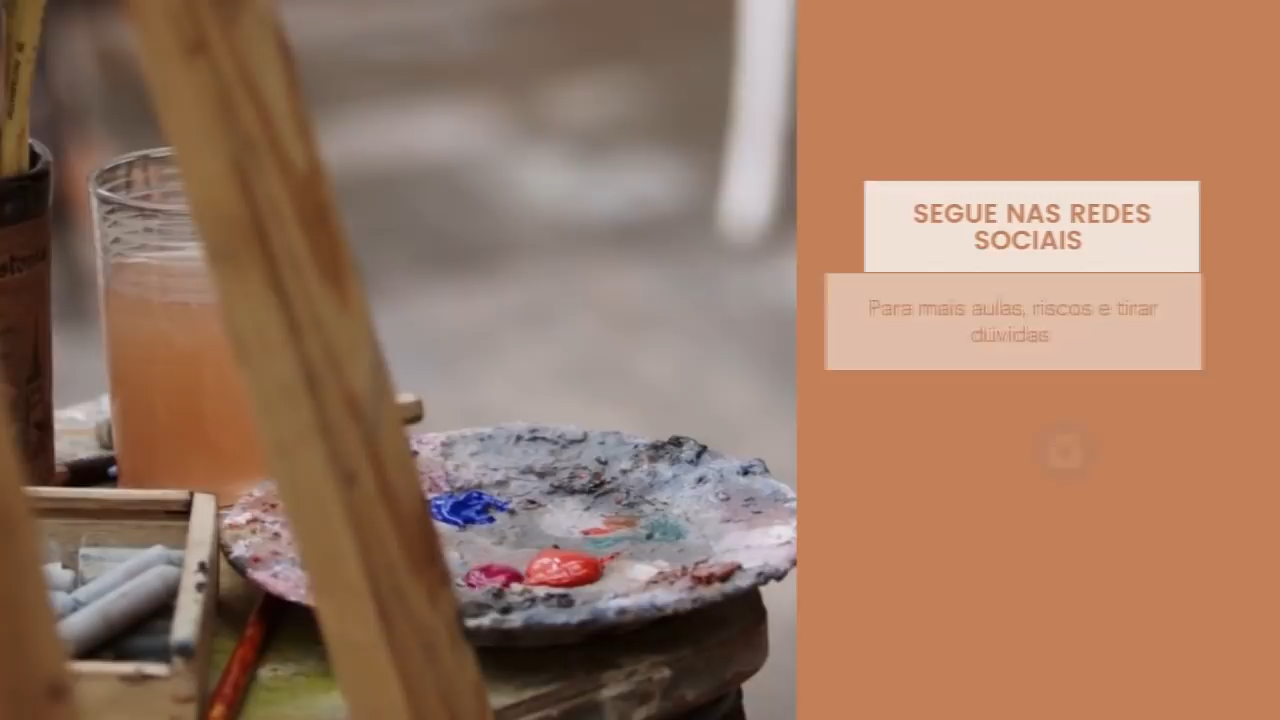 SEGUE NAS REDES
SOCIAIS
Para mais aulas, riscos e tirar
dúvidas